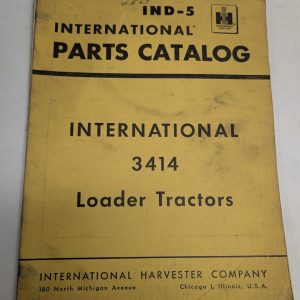 IND-5
INTERNATIONAL
PARTS CATALOG
INTERNATIONAL
3414
Loader Tractors
INTERNATIONAL HARVESTER COMPANY
180 North Michigan Avenue Chicago 1, Illinois, U.S.A.